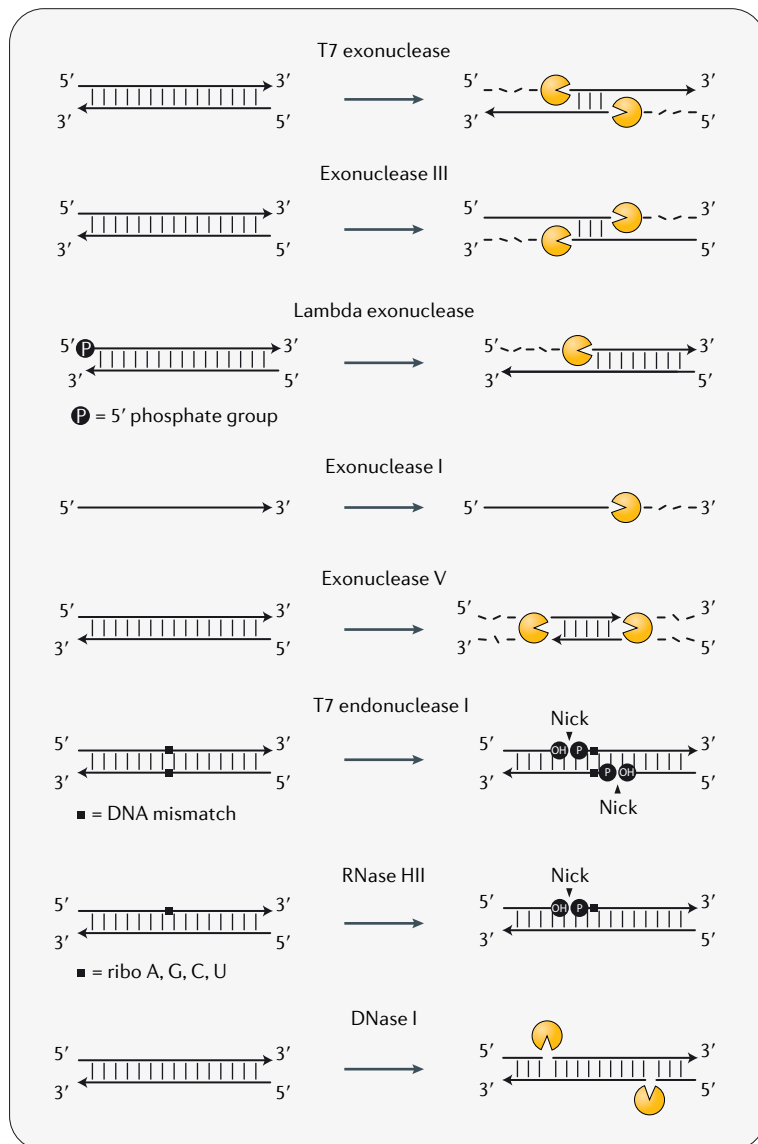 T7 exonuclease
5′ 3′ 5′ 3′
3′ 5′ 3′ 5′
Exonuclease III
5′ 3′ 5′ 3′
3′ 5′ 3′ 5′
Lambda exonuclease
5′ P 3′ 5′ 3′
3′ 5′ 3′ 5′
P = 5′ phosphate group
Exonuclease I
5′ 3′ 5′ 3′
Exonuclease V
5′ 3′ 5′ 3′
3′ 5′ 3′ 5′
T7 endonuclease I
Nick
5′ 3′ 5′ OH P 3′
3′ 5′ 3′ P OH 5′
Nick
= DNA mismatch
RNase HII
Nick
5′ 3′ 5′ OH P 3′
3′ 5′ 3′ 5′
= ribo A, G, C, U
DNase I
5′ 3′ 5′ 3′
3′ 5′ 3′ 5′